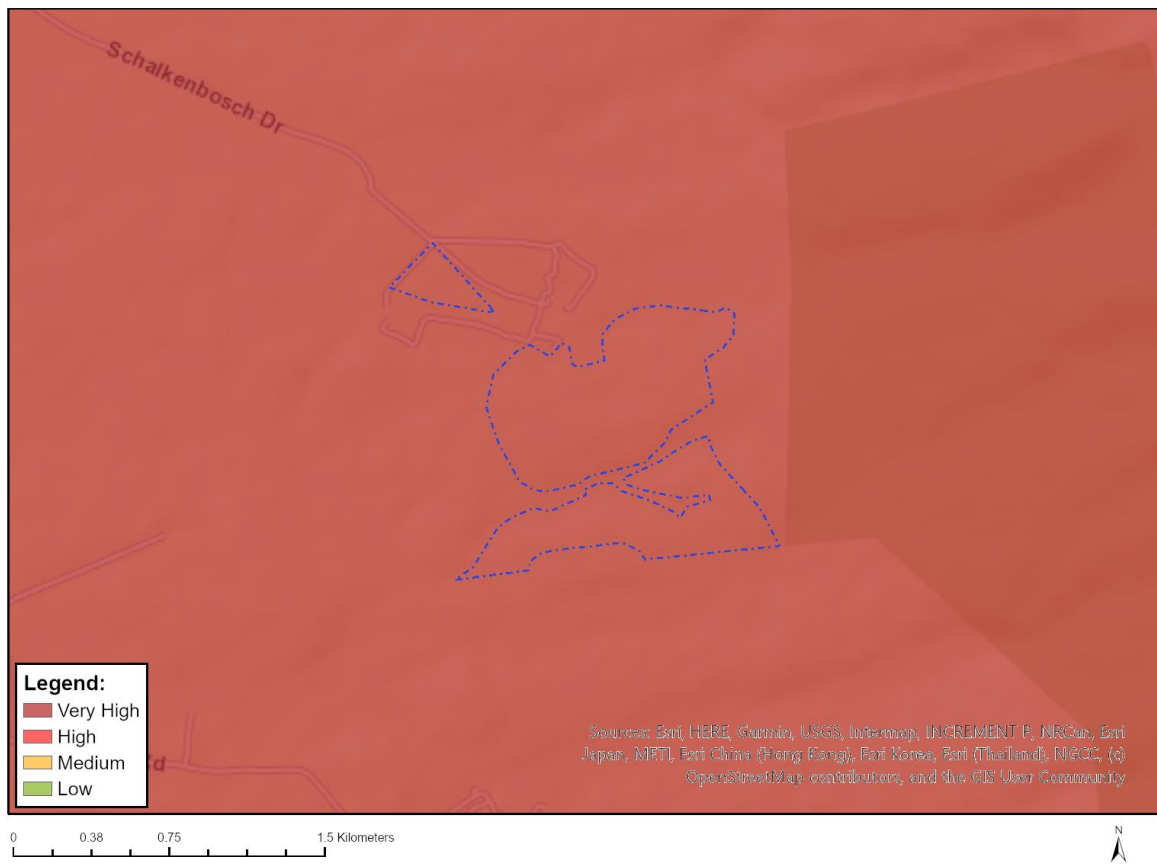 Schalkenbosch Dr
Legend:
Very High
High
Medium
Low
Rd
Sources: Esri, HERE, Garmin, USGS, Intermap, INCREMENT P, NRCan, Esri
Japan, METI, Esri China (Hong Kong), Esri Korea, Esri (Thailand), NGCC, (c)
OpenStreetMap contributors, and the GIS User Community
0 0.38 0.75 1.5 Kilometers
N